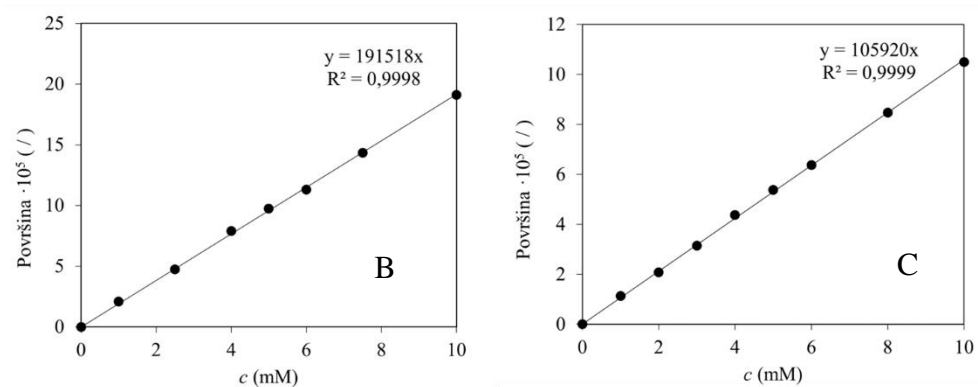 25
20
15
10
5
0
Površina ·10⁵ ( / )
y = 191518x
R² = 0,9998
B
0 2 4 6 8 10
c (mM)
12
10
8
6
4
2
0
Površina ·10⁵ ( / )
y = 105920x
R² = 0,9999
C
0 2 4 6 8 10
c (mM)